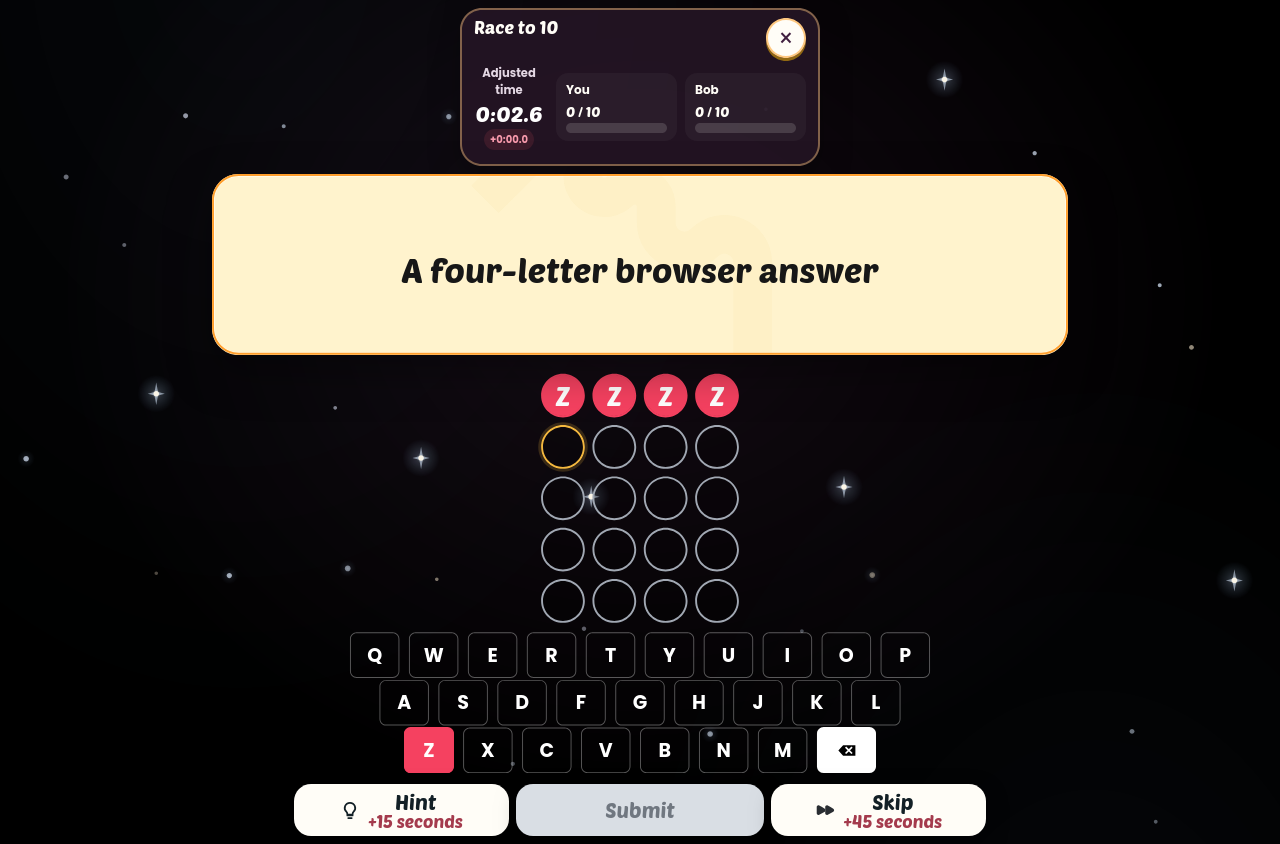 Race to 10
×
Adjusted
time
0:02.6
+0:00.0
You
0 / 10
Bob
0 / 10
A four-letter browser answer
Z Z Z Z
Q W E R T Y U I O P
A S D F G H J K L
Z X C V B N M
Hint
+15 seconds
Submit
Skip
+45 seconds